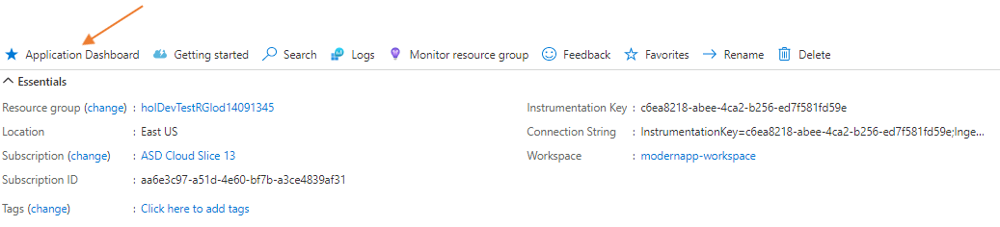 Application Dashboard Getting started Search Logs Monitor resource group Feedback Favorites Rename Delete
Essentials
Resource group (change) : holDevTestRGlod14091345 Instrumentation Key : c6ea8218-abee-4ca2-b256-ed7f581fd59e
Location : East US Connection String : InstrumentationKey=c6ea8218-abee-4ca2-b256-ed7f581fd59e;Inge...
Subscription (change) : ASD Cloud Slice 13 Workspace : modernapp-workspace
Subscription ID : aa6e3c97-a51d-4e60-bf7b-a3ce4839af31
Tags (change) : Click here to add tags